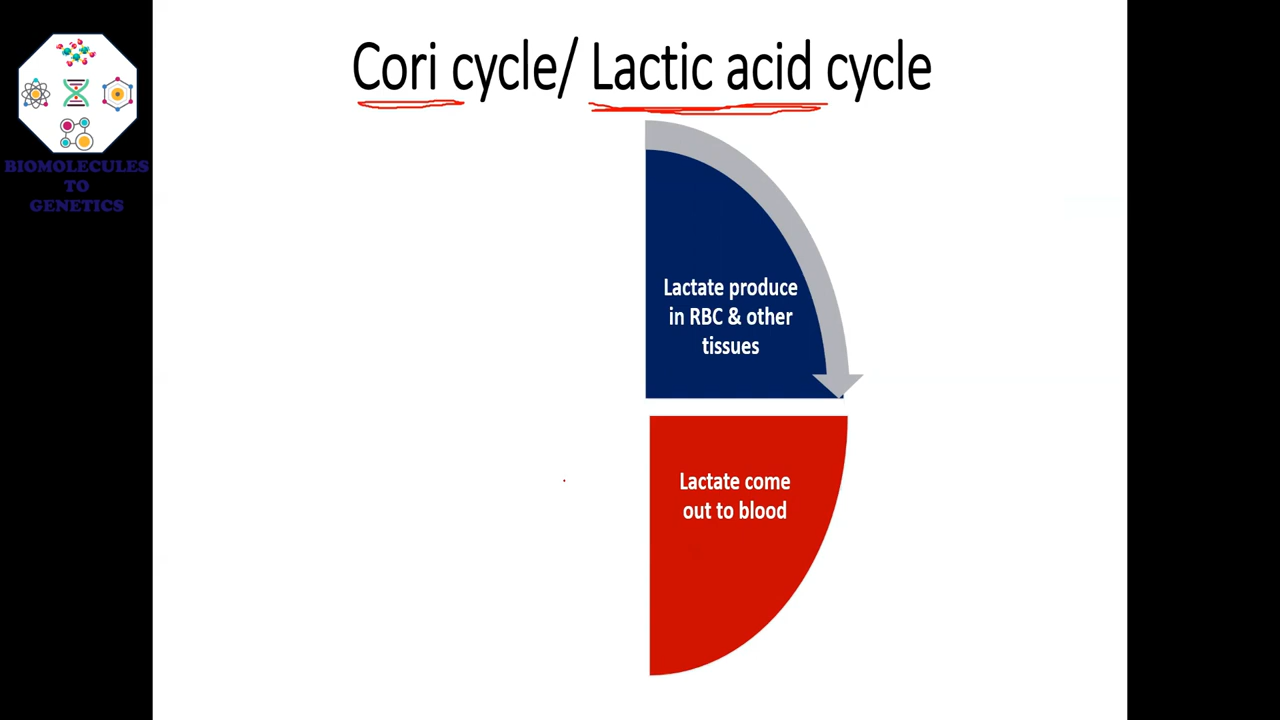 Cori cycle/ Lactic acid cycle
BIOMOLECULES
TO
GENETICS
Lactate produce
in RBC & other
tissues
Lactate come
out to blood